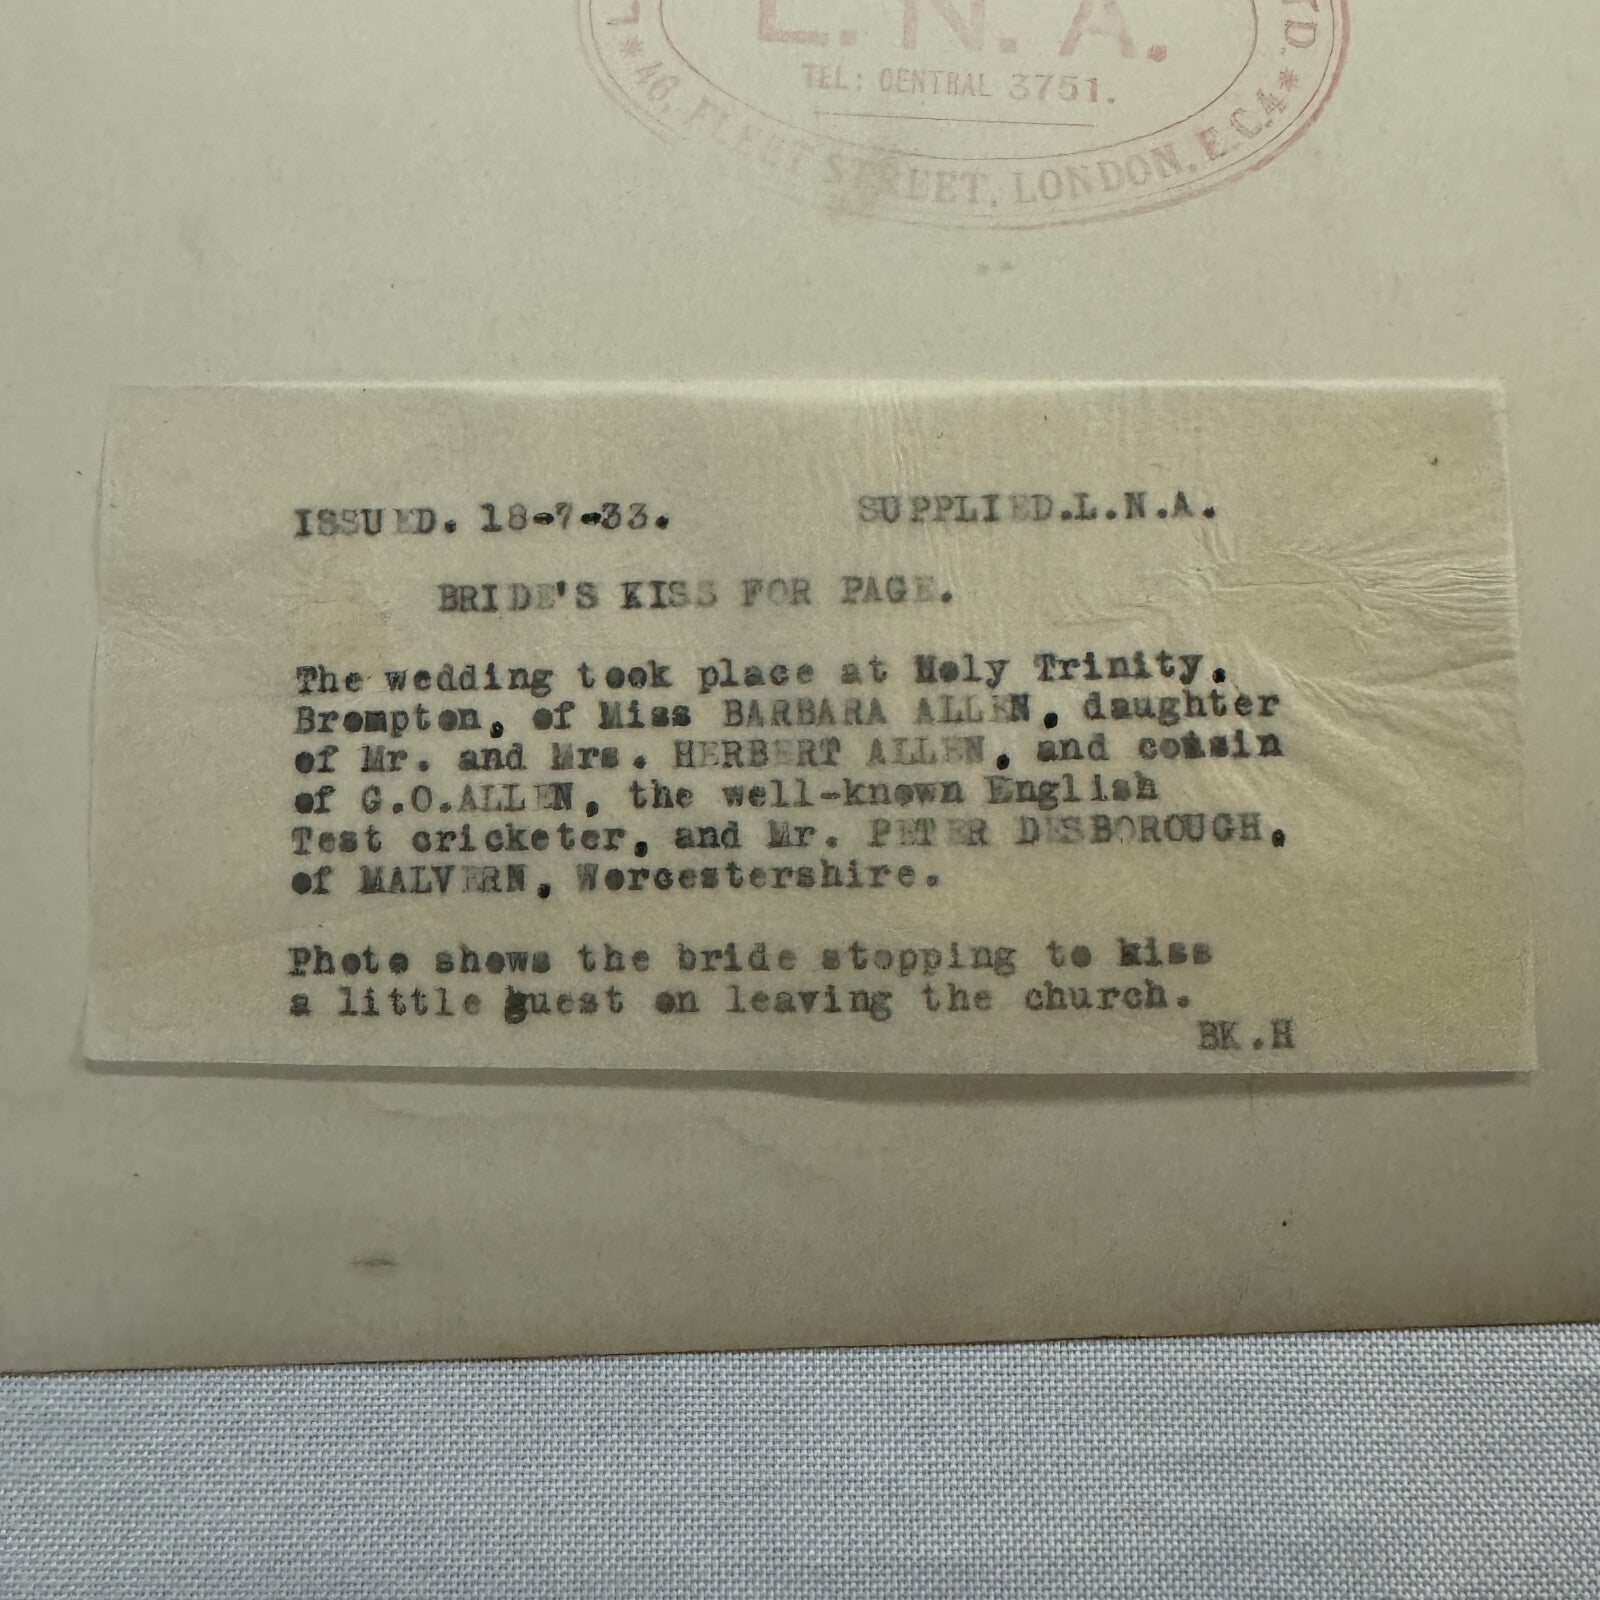 L.N.A.
TEL: CENTRAL 3751.
46, FLEET STREET, LONDON, E.C.4
ISSUED. 18-7-33. SUPPLIED.L.N.A.
BRIDE'S KISS FOR PAGE.
The wedding took place at Holy Trinity,
Brompton, of Miss BARBARA ALLEN, daughter
of Mr. and Mrs. HERBERT ALLEN, and cousin
of G.O.ALLEN, the well-known English
Test cricketer, and Mr. PETER DESBOROUGH,
of MALVERN, Worcestershire.
Photo shows the bride stopping to kiss
a little guest on leaving the church.
BK.H